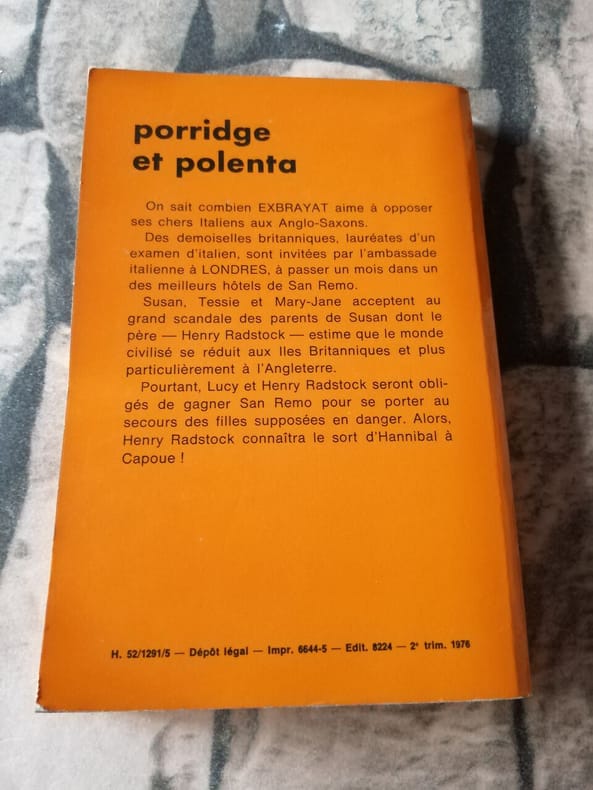 porridge
et polenta
On sait combien EXBRAYAT aime à opposer
ses chers Italiens aux Anglo-Saxons.
Des demoiselles britanniques, lauréates d'un
examen d'italien, sont invitées par l'ambassade
italienne à LONDRES, à passer un mois dans un
des meilleurs hôtels de San Remo.
Susan, Tessie et Mary-Jane acceptent au
grand scandale des parents de Susan dont le
père — Henry Radstock — estime que le monde
civilisé se réduit aux Iles Britanniques et plus
particulièrement à l'Angleterre.
Pourtant, Lucy et Henry Radstock seront obli-
gés de gagner San Remo pour se porter au
secours des filles supposées en danger. Alors,
Henry Radstock connaîtra le sort d'Hannibal à
Capoue !
H. 52/1291/5 — Dépôt légal — Impr. 6644-5 — Edit. 8224 — 2e trim. 1976